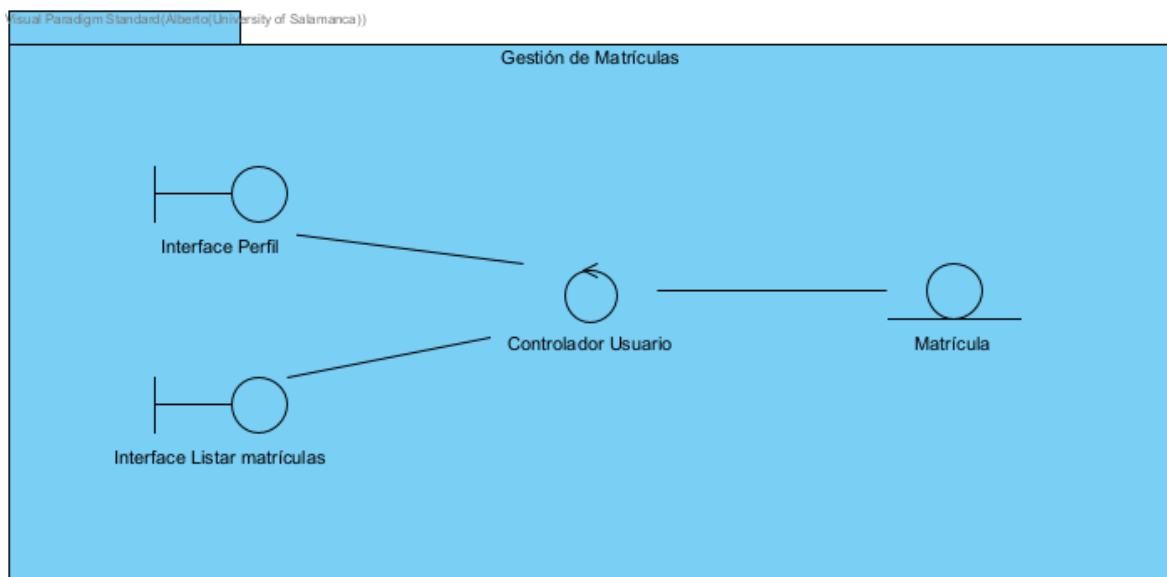 Visual Paradigm Standard(Alberto(University of Salamanca))
Gestión de Matrículas
Interface Perfil
Controlador Usuario
Matrícula
Interface Listar matrículas